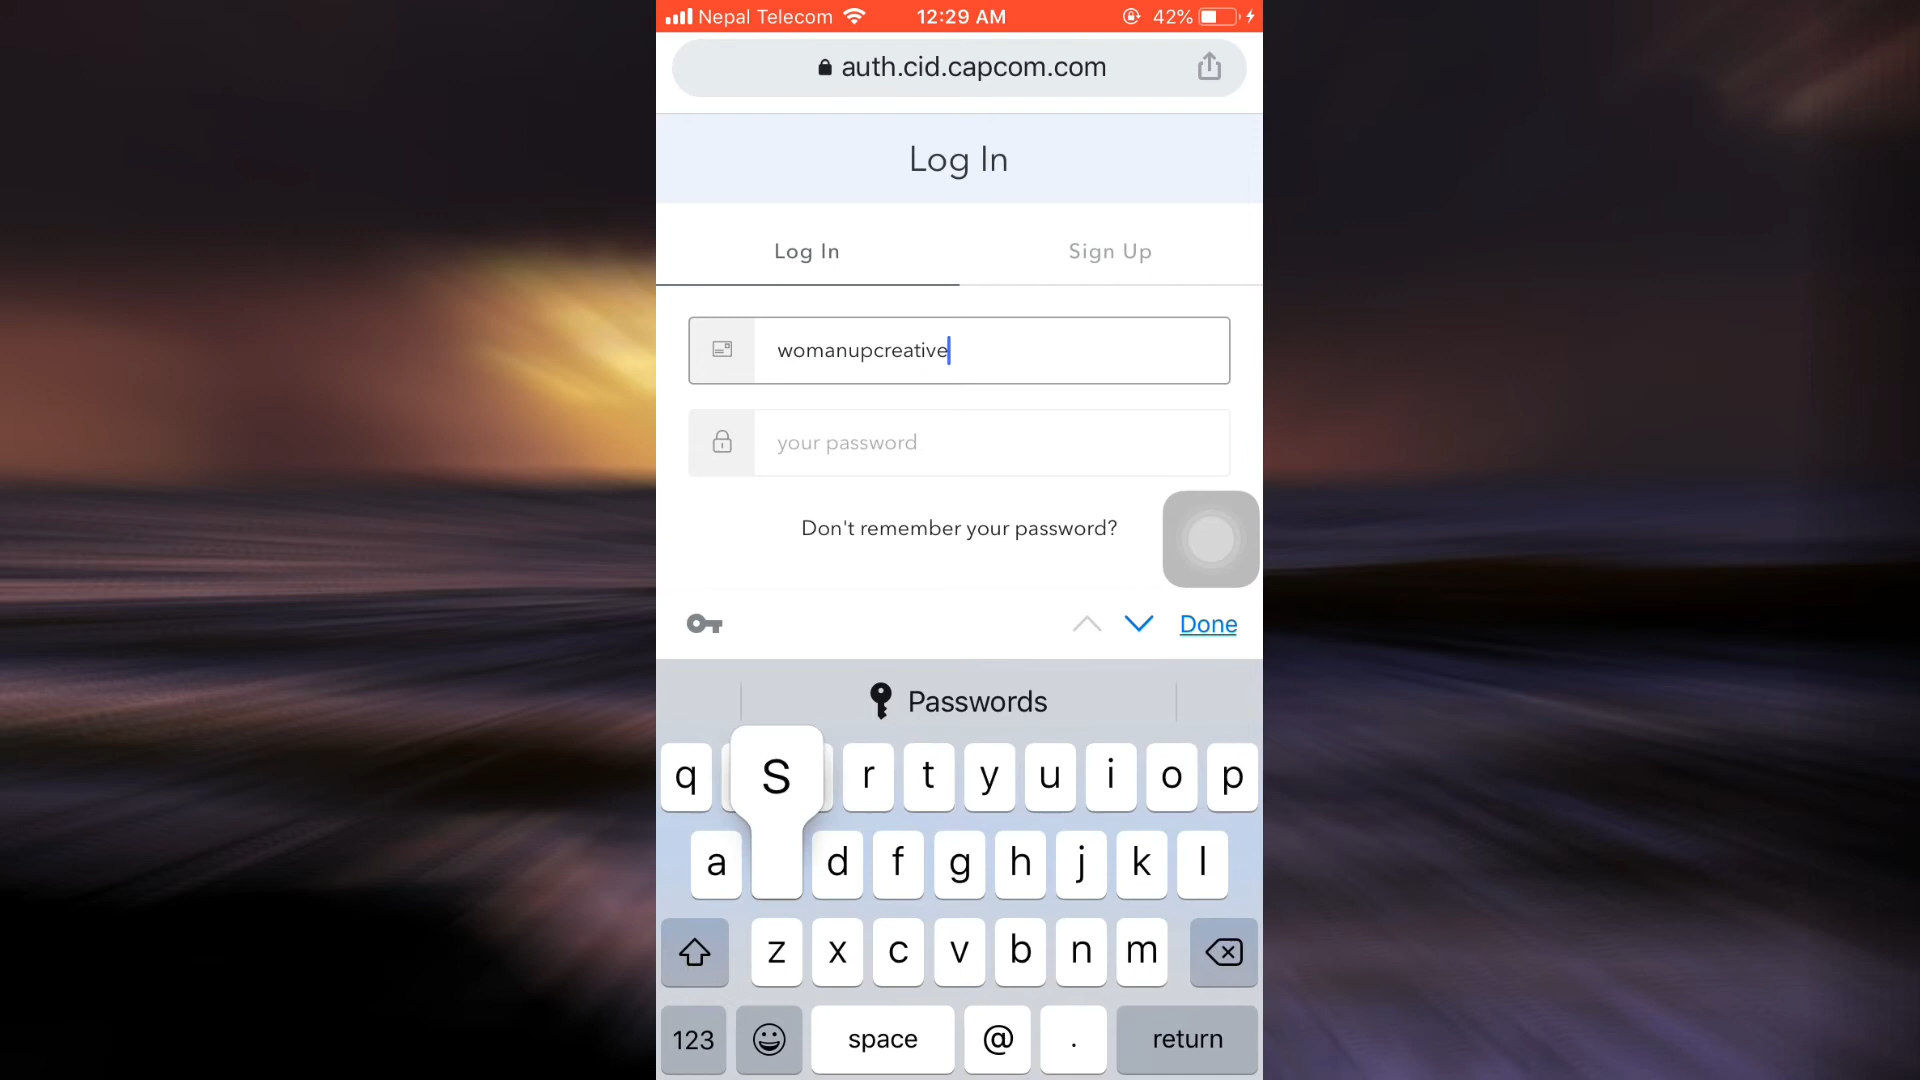 Nepal Telecom 12:29 AM 42%
auth.cid.capcom.com
Log In
Log In Sign Up
womanupcreative
your password
Don't remember your password?
Done
Passwords
q S r t y u i o p
a d f g h j k l
z x c v b n m
123 space @ . return